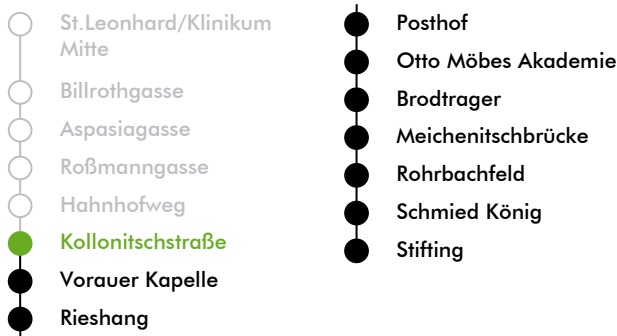 St.Leonhard/Klinikum
Mitte
Billrothgasse
Aspasiagasse
Roßmanngasse
Hahnhofweg
Kollonitschstraße
Vorauer Kapelle
Rieshang
Posthof
Otto Möbes Akademie
Brodtrager
Meichenitschbrücke
Rohrbachfeld
Schmied König
Stifting